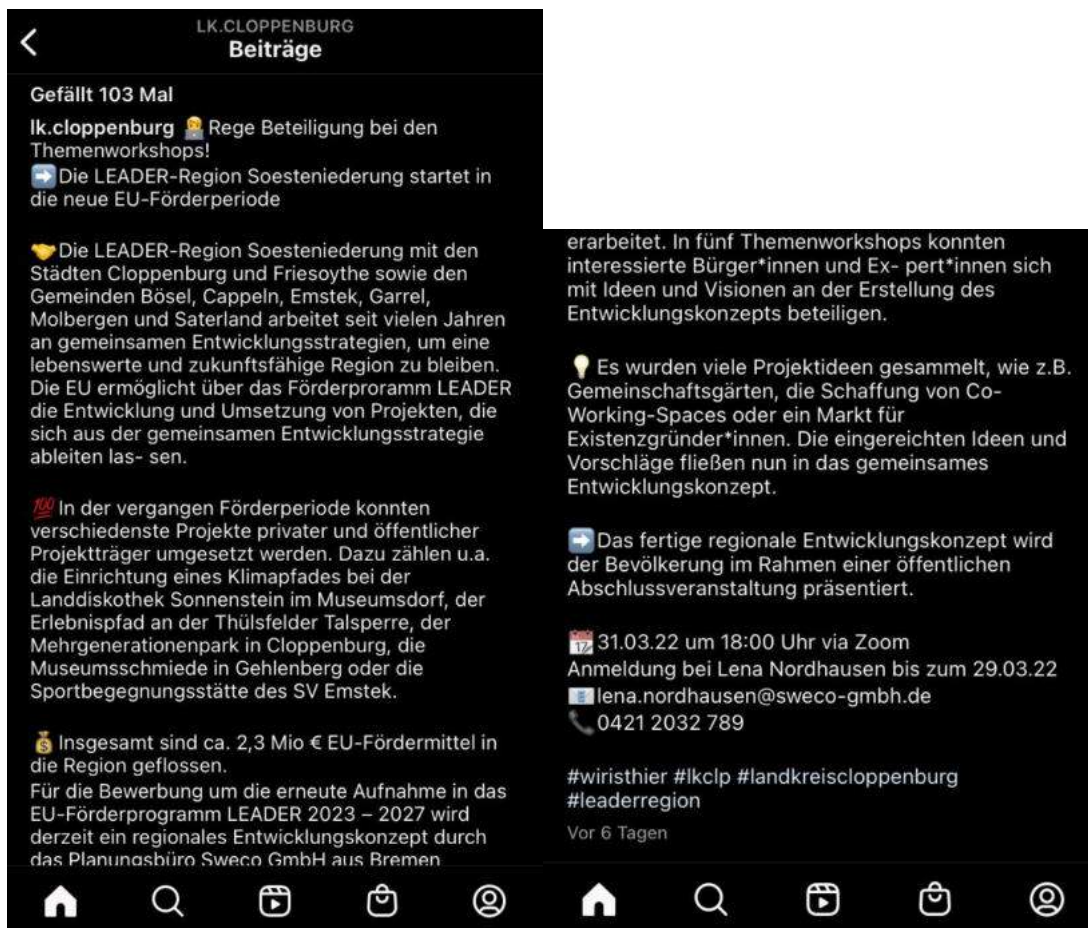 LK.CLOPPENBURG
Beiträge
Gefällt 103 Mal
lk.cloppenburg 🧑‍💻Rege Beteiligung bei den
Themenworkshops!
➡️Die LEADER-Region Soesteniederung startet in
die neue EU-Förderperiode
🤝Die LEADER-Region Soesteniederung mit den
Städten Cloppenburg und Friesoythe sowie den
Gemeinden Bösel, Cappeln, Emstek, Garrel,
Molbergen und Saterland arbeitet seit vielen Jahren
an gemeinsamen Entwicklungsstrategien, um eine
lebenswerte und zukunftsfähige Region zu bleiben.
Die EU ermöglicht über das Förderproramm LEADER
die Entwicklung und Umsetzung von Projekten, die
sich aus der gemeinsamen Entwicklungsstrategie
ableiten las- sen.
💯In der vergangen Förderperiode konnten
verschiedenste Projekte privater und öffentlicher
Projektträger umgesetzt werden. Dazu zählen u.a.
die Einrichtung eines Klimapfades bei der
Landdiskothek Sonnenstein im Museumsdorf, der
Erlebnispfad an der Thülsfelder Talsperre, der
Mehrgenerationenpark in Cloppenburg, die
Museumsschmiede in Gehlenberg oder die
Sportbegegnungsstätte des SV Emstek.
💰Insgesamt sind ca. 2,3 Mio € EU-Fördermittel in
die Region geflossen.
Für die Bewerbung um die erneute Aufnahme in das
EU-Förderprogramm LEADER 2023 – 2027 wird
derzeit ein regionales Entwicklungskonzept durch
das Planungsbüro Sweco GmbH aus Bremen
erarbeitet. In fünf Themenworkshops konnten
interessierte Bürger*innen und Ex- pert*innen sich
mit Ideen und Visionen an der Erstellung des
Entwicklungskonzepts beteiligen.
💡Es wurden viele Projektideen gesammelt, wie z.B.
Gemeinschaftsgärten, die Schaffung von Co-
Working-Spaces oder ein Markt für
Existenzgründer*innen. Die eingereichten Ideen und
Vorschläge fließen nun in das gemeinsames
Entwicklungskonzept.
➡️Das fertige regionale Entwicklungskonzept wird
der Bevölkerung im Rahmen einer öffentlichen
Abschlussveranstaltung präsentiert.
📆31.03.22 um 18:00 Uhr via Zoom
Anmeldung bei Lena Nordhausen bis zum 29.03.22
📧lena.nordhausen@sweco-gmbh.de
📞0421 2032 789
#wiristhier #lkclp #landkreiscloppenburg
#leaderregion
Vor 6 Tagen